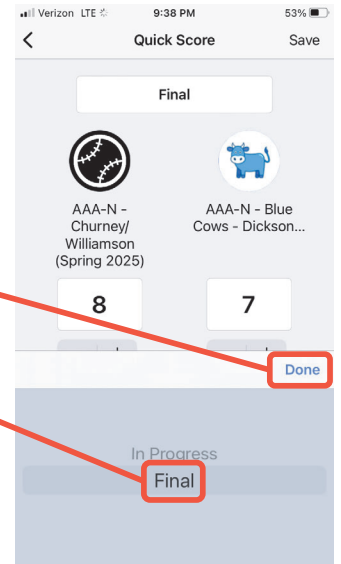 Verizon LTE 9:38 PM 53%
Quick Score Save
Final
AAA-N -
Churney/
Williamson
(Spring 2025)
AAA-N - Blue
Cows - Dickson...
8 7
Done
In Progress
Final